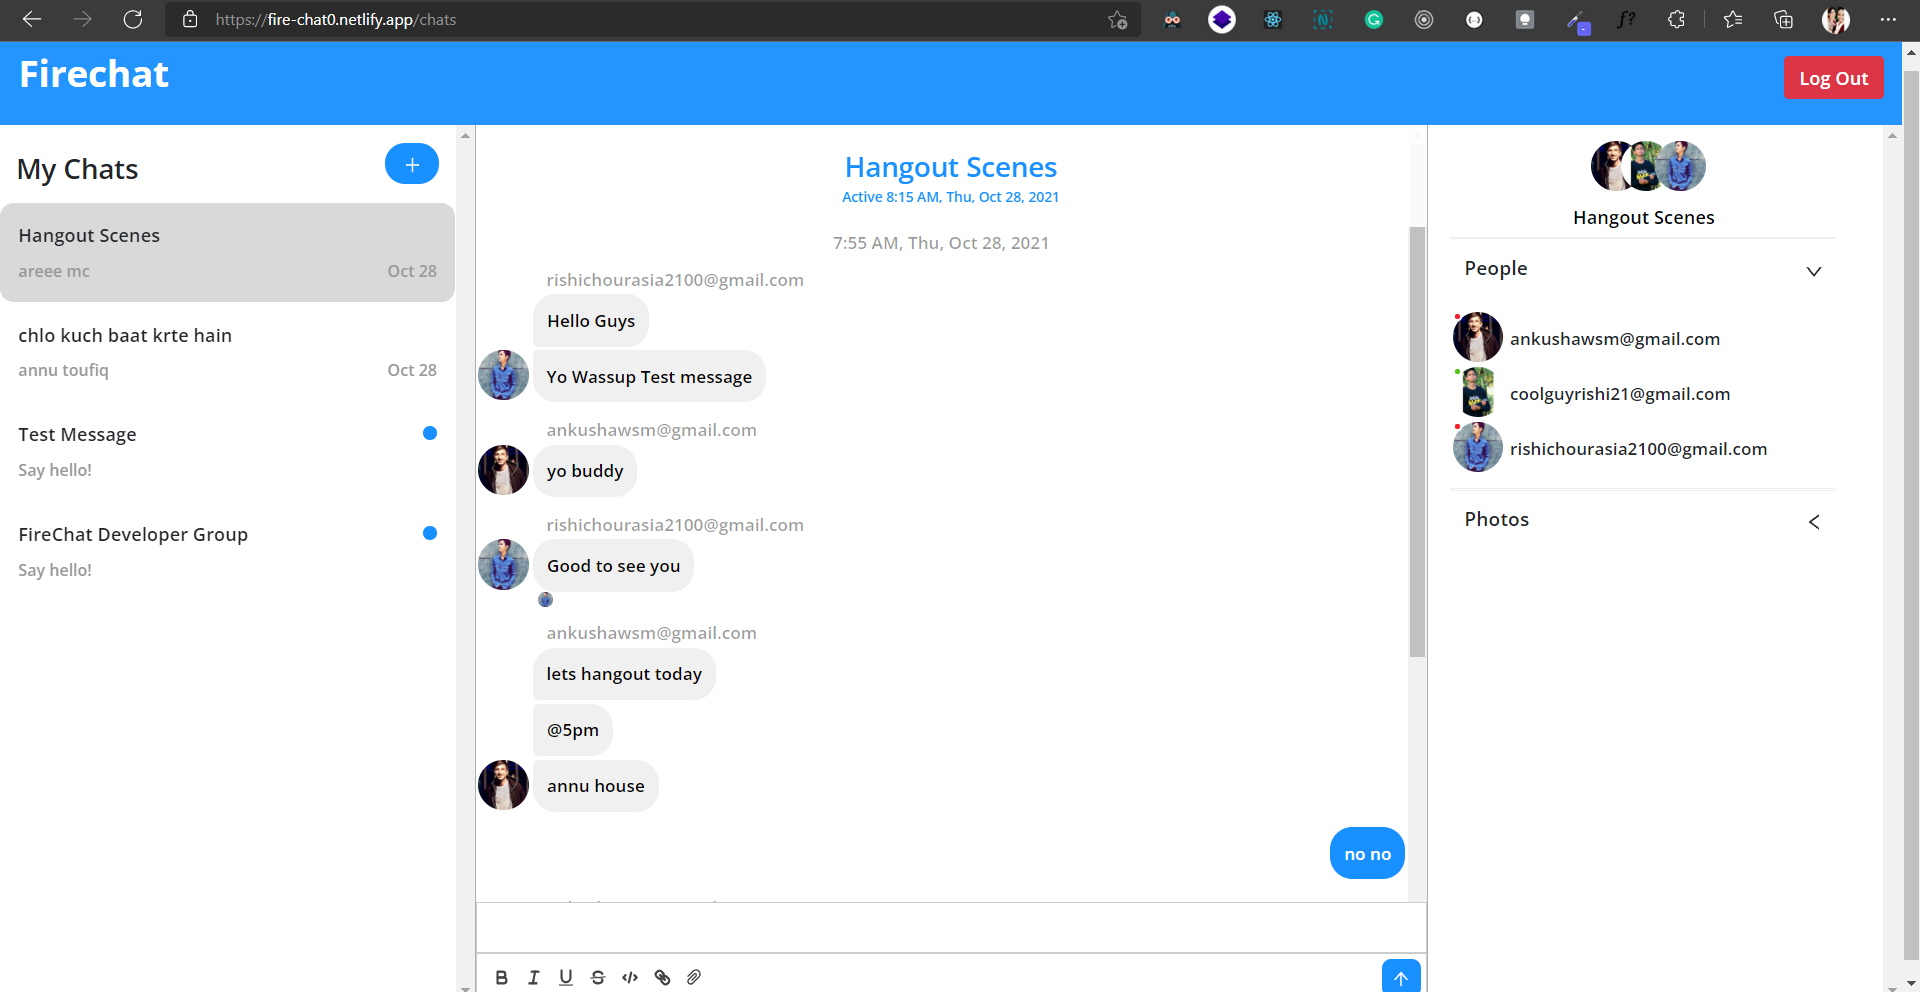 https://fire-chat0.netlify.app/chats
Firechat
Log Out
My Chats
Hangout Scenes
areee mc Oct 28
chlo kuch baat krte hain
annu toufiq Oct 28
Test Message
Say hello!
FireChat Developer Group
Say hello!
Hangout Scenes
Active 8:15 AM, Thu, Oct 28, 2021
7:55 AM, Thu, Oct 28, 2021
rishichourasia2100@gmail.com
Hello Guys
Yo Wassup Test message
ankushawsm@gmail.com
yo buddy
rishichourasia2100@gmail.com
Good to see you
ankushawsm@gmail.com
lets hangout today
@5pm
annu house
no no
B I U S </>
Hangout Scenes
People
ankushawsm@gmail.com
coolguyrishi21@gmail.com
rishichourasia2100@gmail.com
Photos